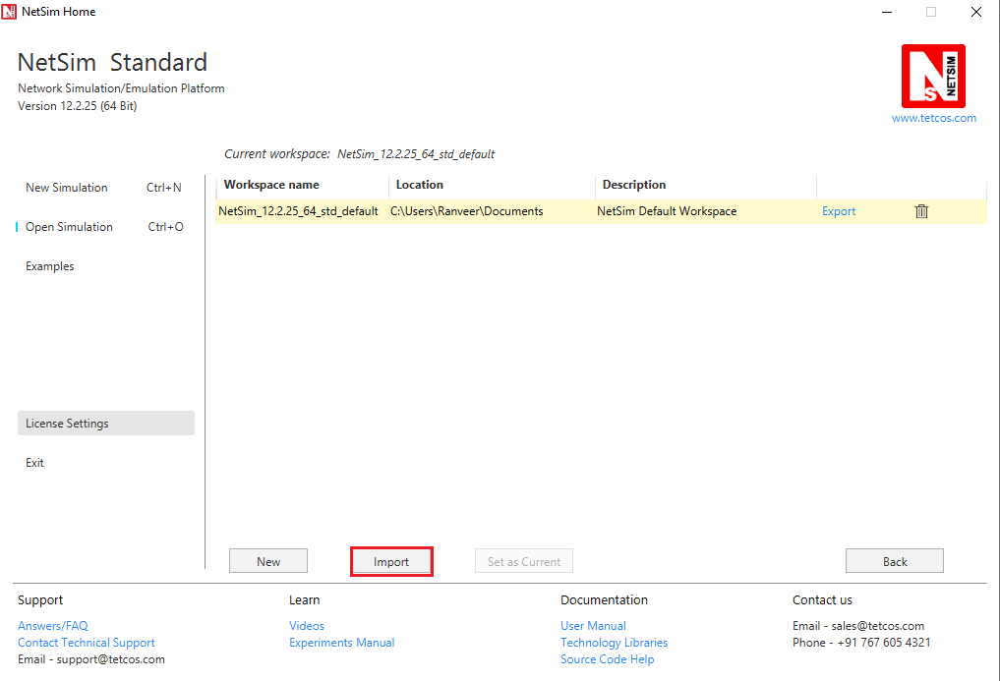 NetSim Home
NetSim Standard
Network Simulation/Emulation Platform
Version 12.2.25 (64 Bit)
N
S
NETSIM
www.tetcos.com
Current workspace: NetSim_12.2.25_64_std_default
New Simulation Ctrl+N
Open Simulation Ctrl+O
Examples
License Settings
Exit
Workspace name Location Description
NetSim_12.2.25_64_std_default C:\Users\Ranveer\Documents NetSim Default Workspace Export
New Import Set as Current Back
Support
Answers/FAQ
Contact Technical Support
Email - support@tetcos.com
Learn
Videos
Experiments Manual
Documentation
User Manual
Technology Libraries
Source Code Help
Contact us
Email - sales@tetcos.com
Phone - +91 767 605 4321